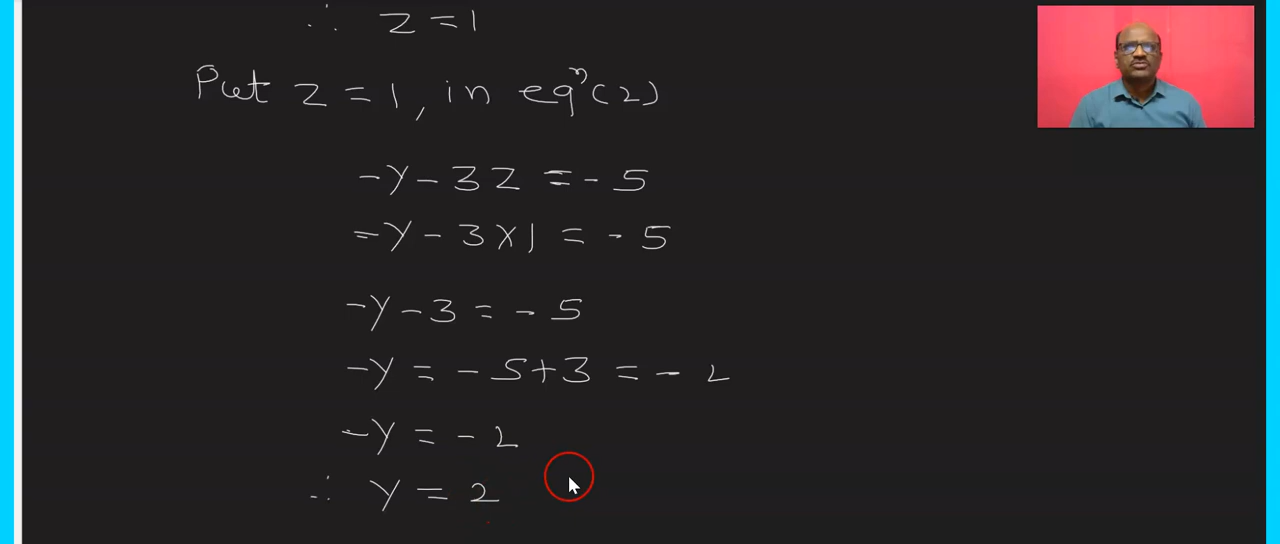 ∴ z = 1
Put z = 1, in eqⁿ (2)
-y - 3z = - 5
-y - 3 × 1 = - 5
-y - 3 = - 5
-y = - 5 + 3 = - 2
-y = - 2
∴ y = 2